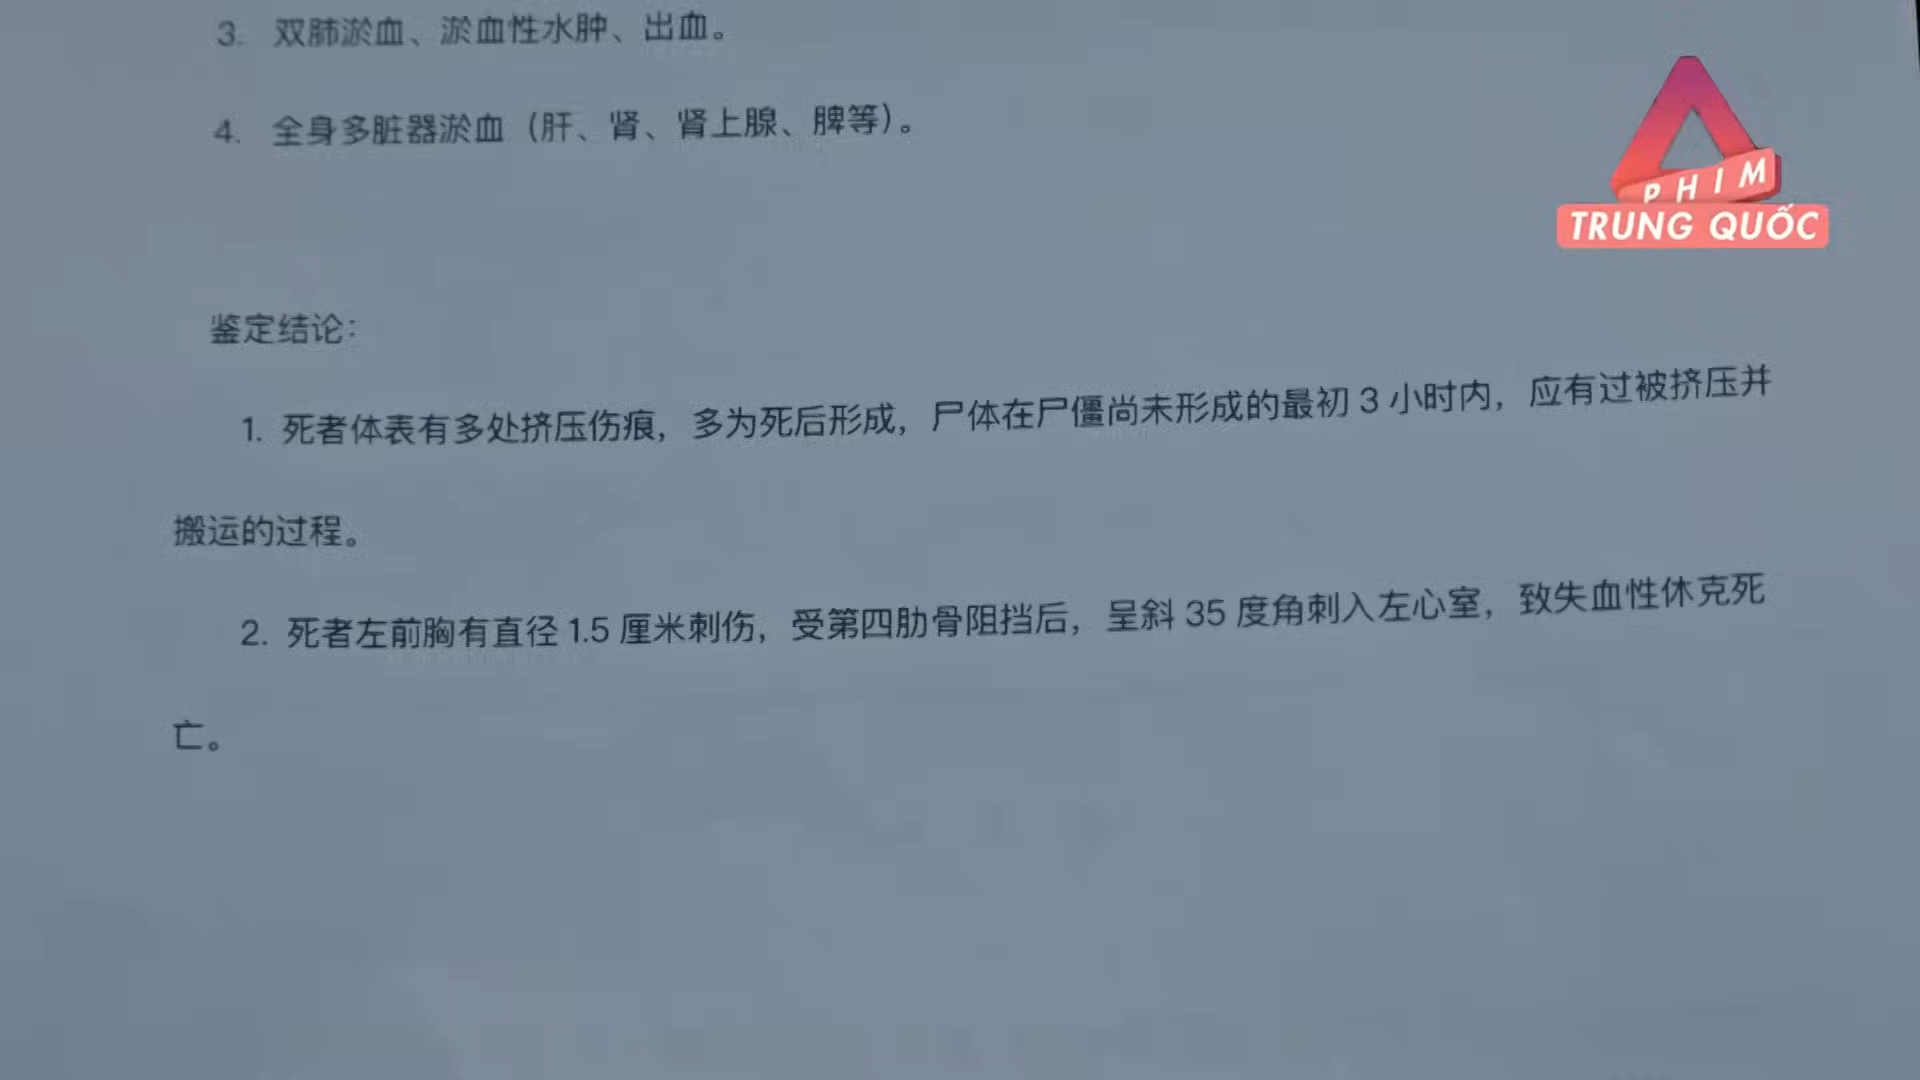 3. 双肺淤血、淤血性水肿、出血。
4. 全身多脏器淤血（肝、肾、肾上腺、脾等）。
PHIM
TRUNG QUỐC
鉴定结论：
1. 死者体表有多处挤压伤痕，多为死后形成，尸体在尸僵尚未形成的最初 3 小时内，应有过被挤压并
搬运的过程。
2. 死者左前胸有直径 1.5 厘米刺伤，受第四肋骨阻挡后，呈斜 35 度角刺入左心室，致失血性休克死
亡。